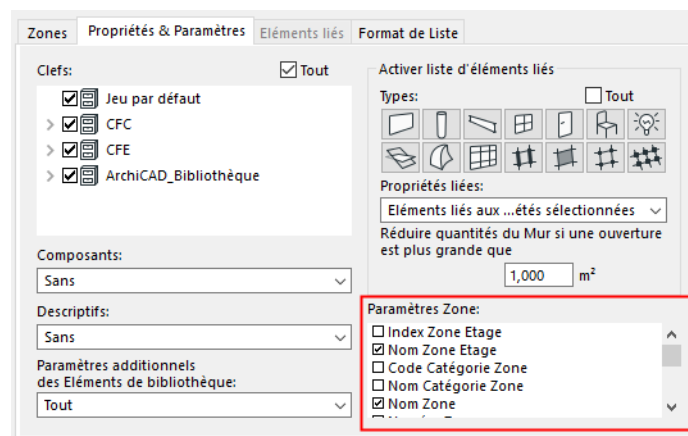 Zones Propriétés & Paramètres Eléments liés Format de Liste
Clefs:
Tout
Jeu par défaut
CFC
CFE
ArchiCAD_Bibliothèque
Composants:
Sans
Descriptifs:
Sans
Paramètres additionnels
des Eléments de bibliothèque:
Tout
Activer liste d'éléments liés
Types:
Tout
Propriétés liées:
Eléments liés aux ...étés sélectionnées
Réduire quantités du Mur si une ouverture
est plus grande que
1,000 m²
Paramètres Zone:
Index Zone Etage
Nom Zone Etage
Code Catégorie Zone
Nom Catégorie Zone
Nom Zone